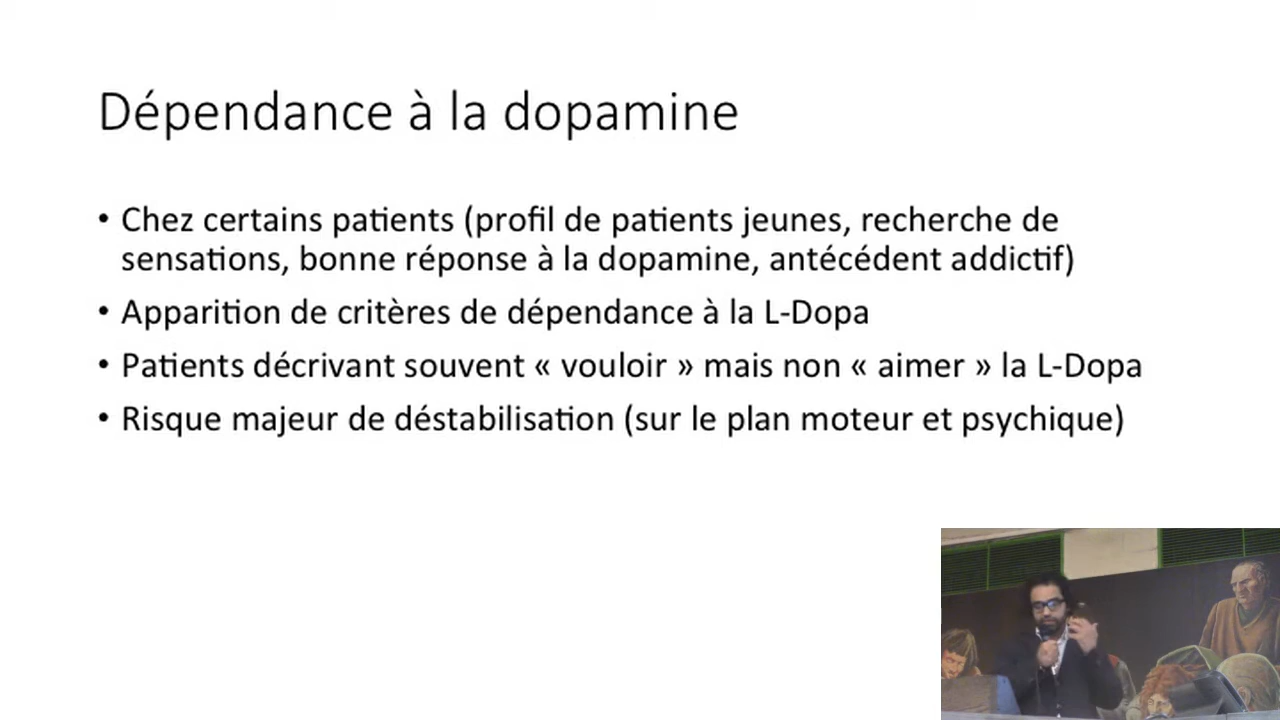 Dépendance à la dopamine
• Chez certains patients (profil de patients jeunes, recherche de
sensations, bonne réponse à la dopamine, antécédent addictif)
• Apparition de critères de dépendance à la L-Dopa
• Patients décrivant souvent « vouloir » mais non « aimer » la L-Dopa
• Risque majeur de déstabilisation (sur le plan moteur et psychique)